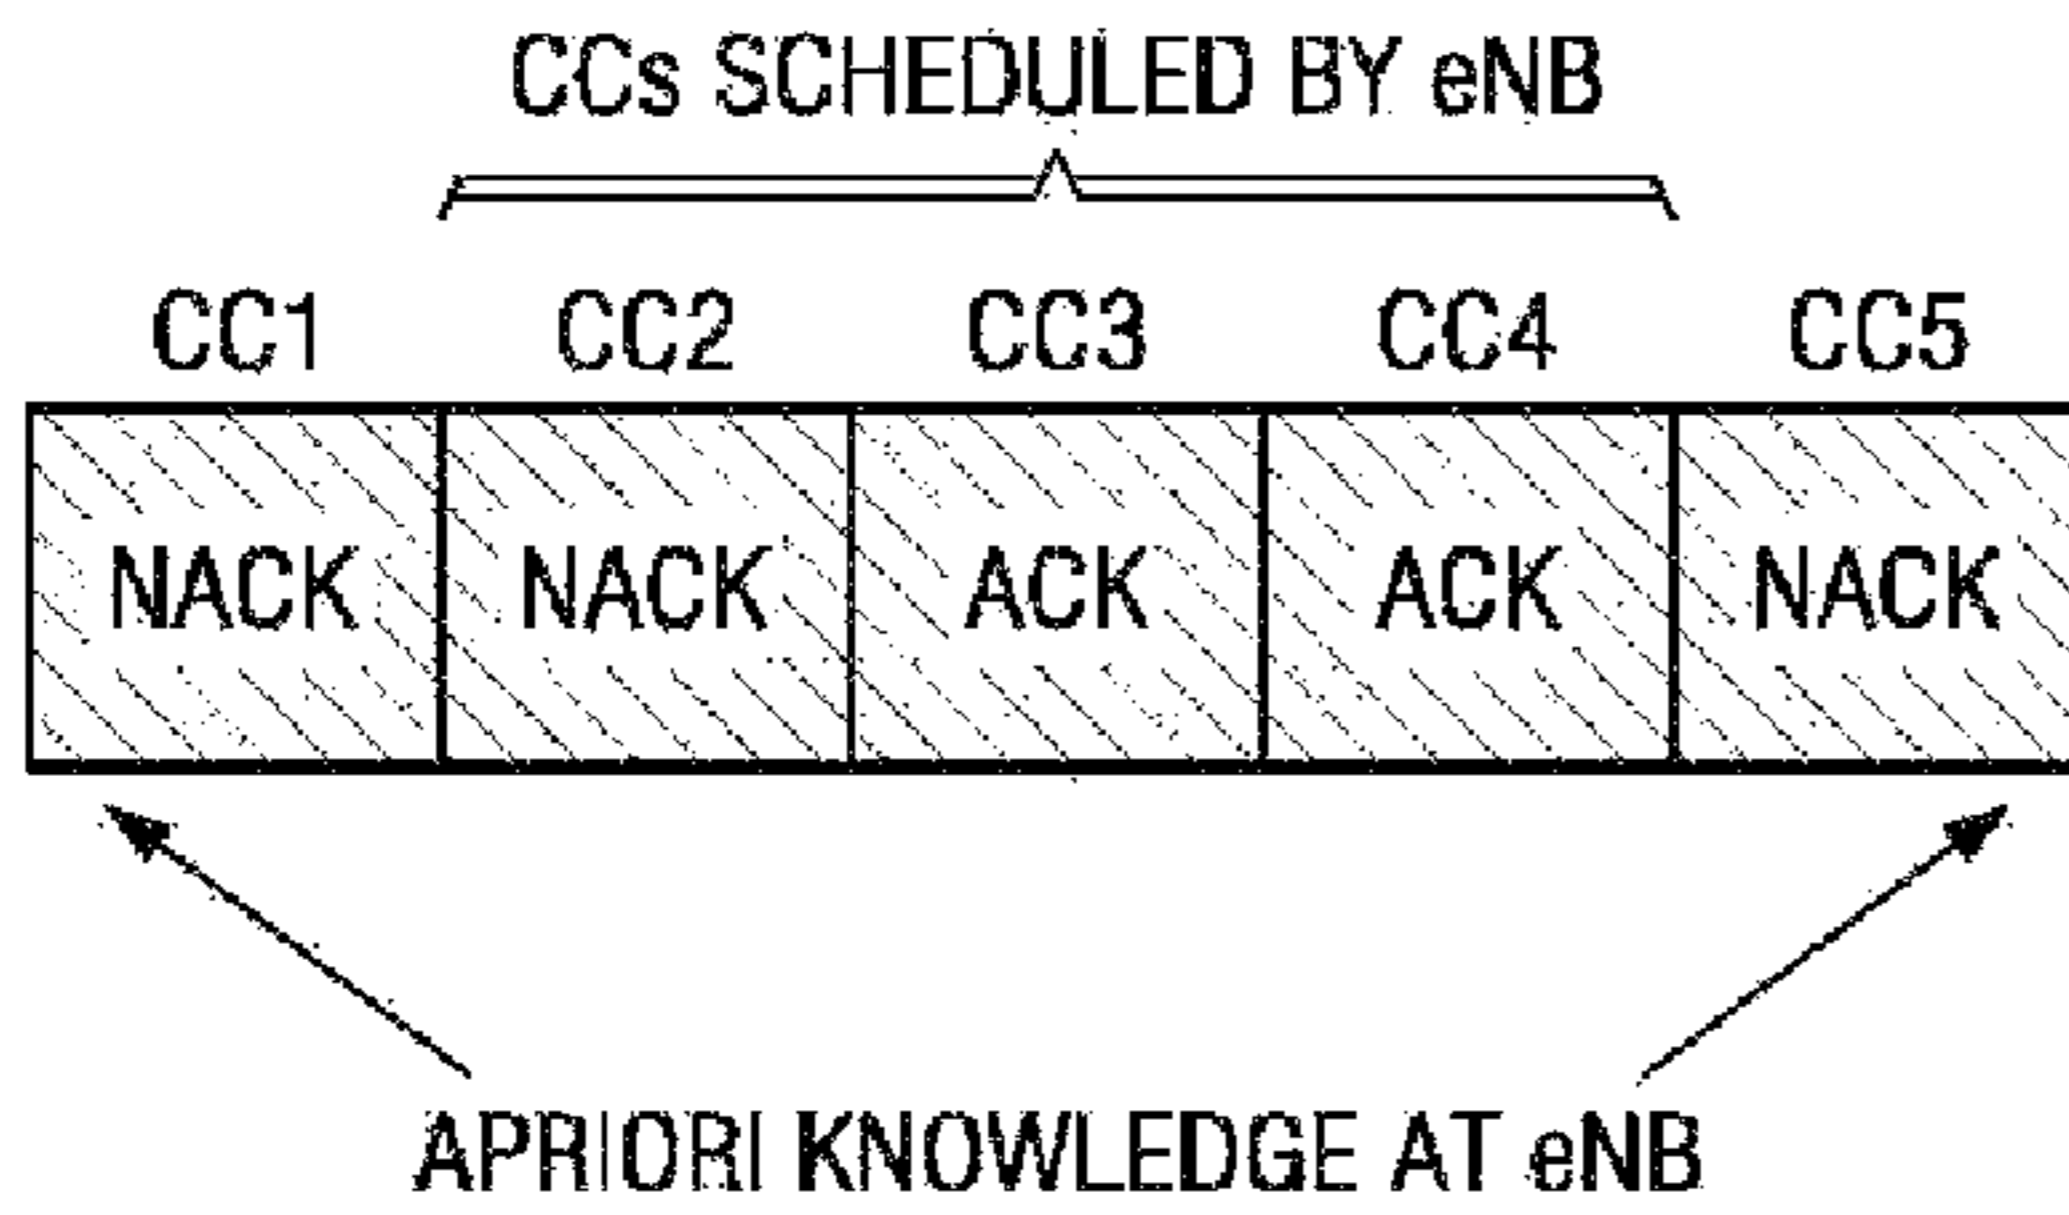 CCs SCHEDULED BY eNB
CC1 CC2 CC3 CC4 CC5
NACK NACK ACK ACK NACK
APRIORI KNOWLEDGE AT eNB